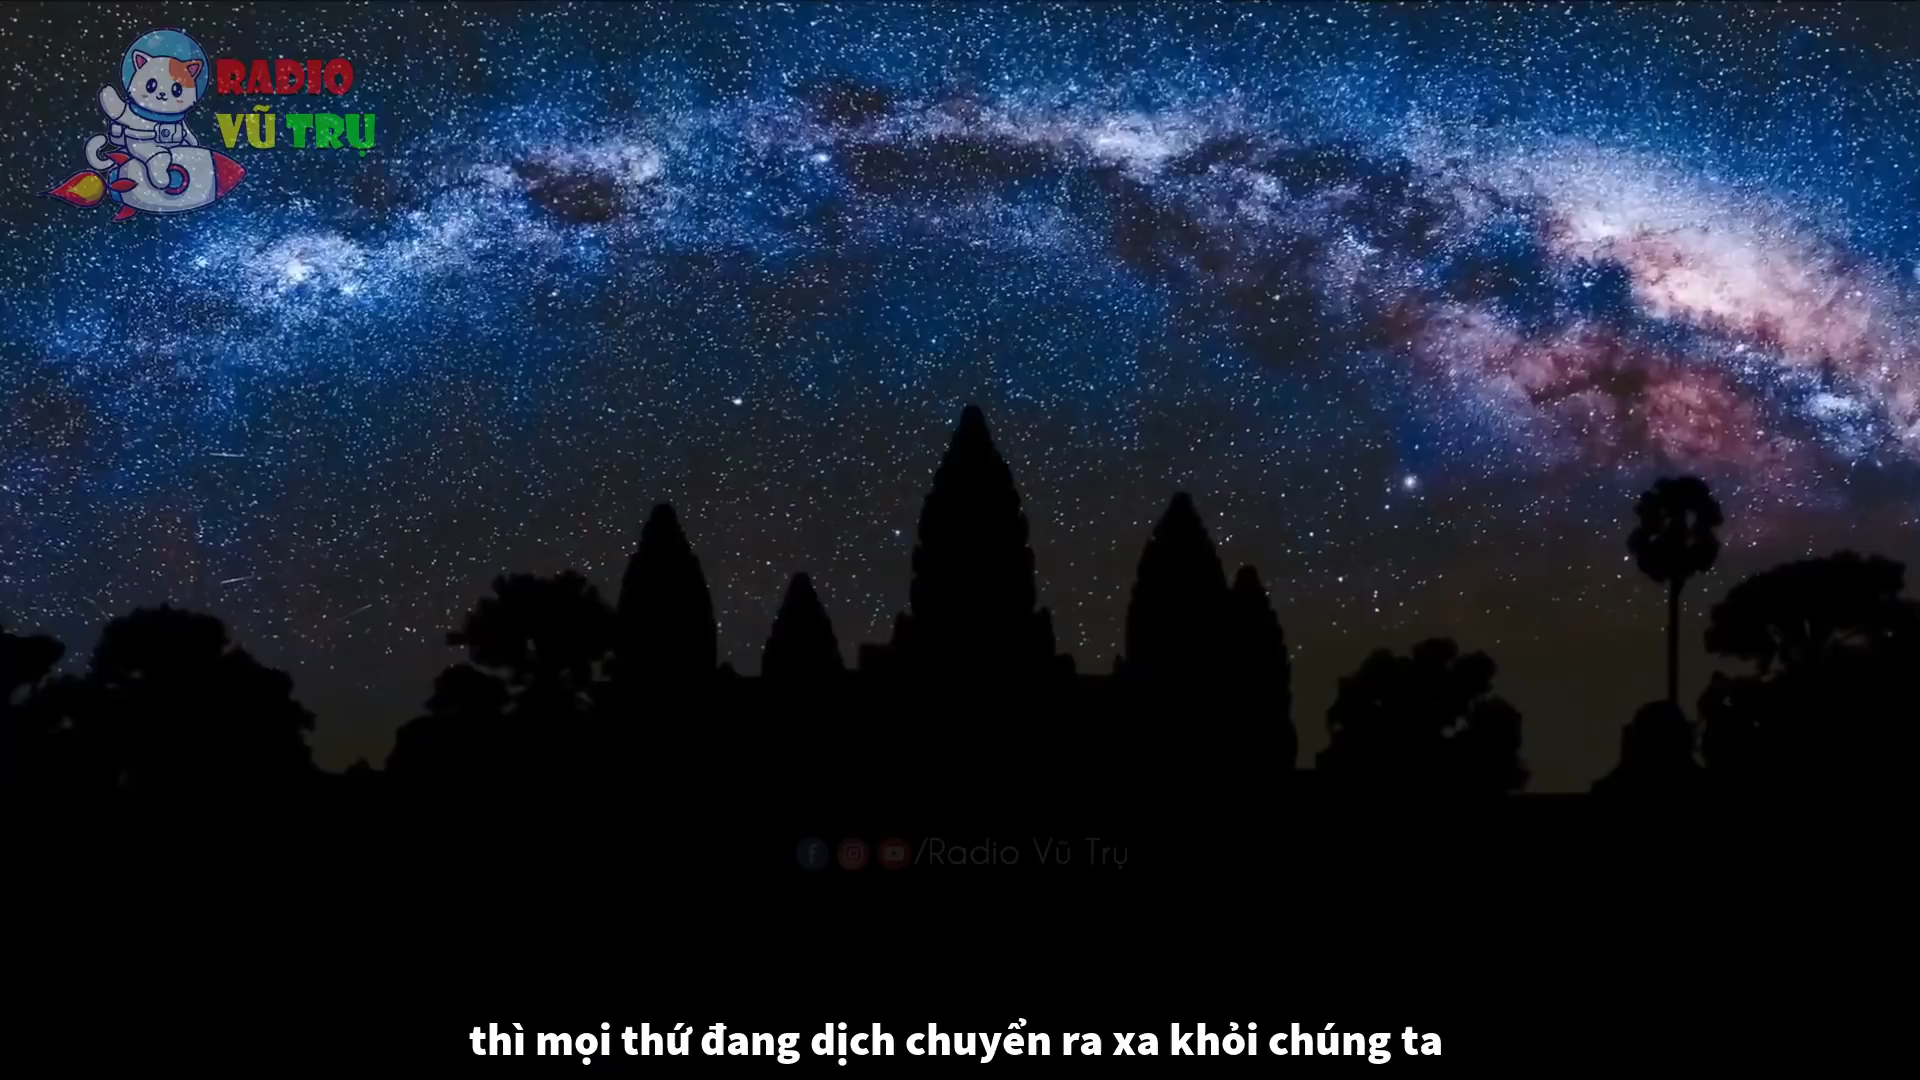 RADIO
VŨ TRỤ
/Radio Vũ Trụ
thì mọi thứ đang dịch chuyển ra xa khỏi chúng ta